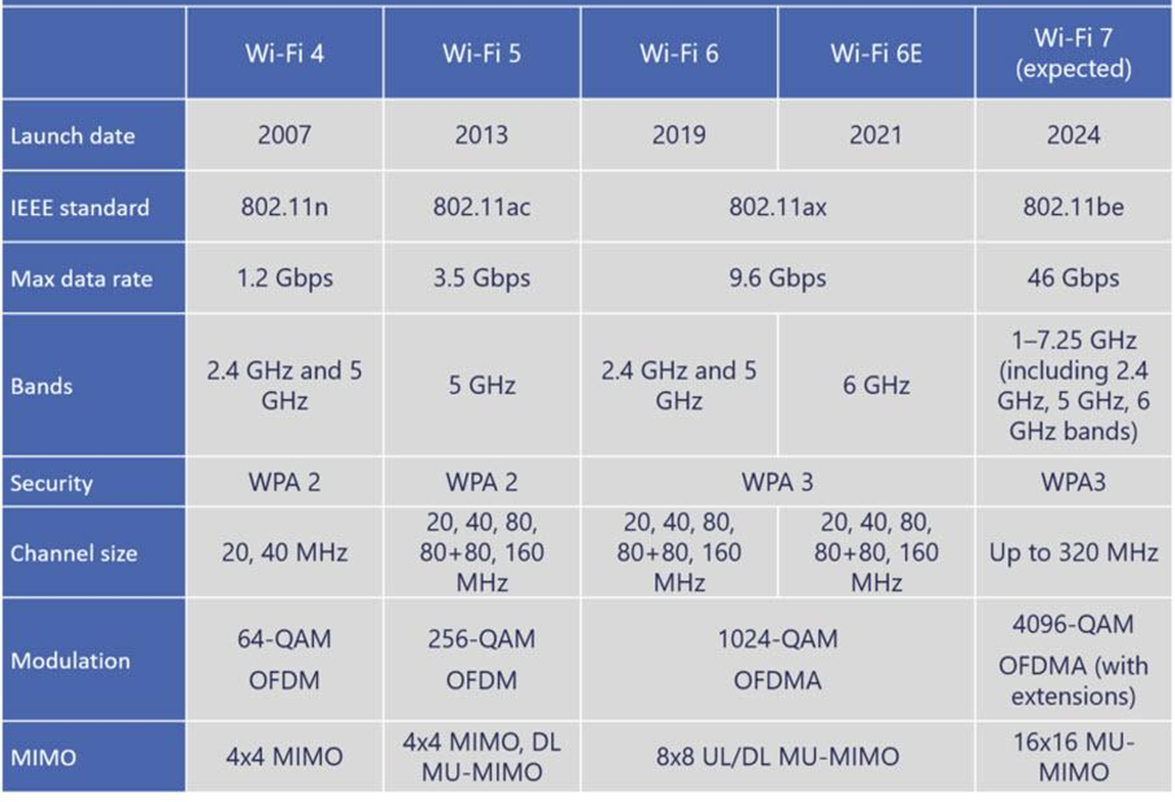 Wi-Fi 4 Wi-Fi 5 Wi-Fi 6 Wi-Fi 6E Wi-Fi 7
(expected)
Launch date 2007 2013 2019 2021 2024
IEEE standard 802.11n 802.11ac 802.11ax 802.11be
Max data rate 1.2 Gbps 3.5 Gbps 9.6 Gbps 46 Gbps
Bands
2.4 GHz and 5
GHz
5 GHz
2.4 GHz and 5
GHz
6 GHz
1–7.25 GHz
(including 2.4
GHz, 5 GHz, 6
GHz bands)
Security WPA 2 WPA 2 WPA 3 WPA3
Channel size
20, 40 MHz
20, 40, 80,
80+80, 160
MHz
20, 40, 80,
80+80, 160
MHz
20, 40, 80,
80+80, 160
MHz
Up to 320 MHz
Modulation
64-QAM
OFDM
256-QAM
OFDM
1024-QAM
OFDMA
4096-QAM
OFDMA (with
extensions)
MIMO
4x4 MIMO
4x4 MIMO, DL
MU-MIMO
8x8 UL/DL MU-MIMO
16x16 MU-
MIMO